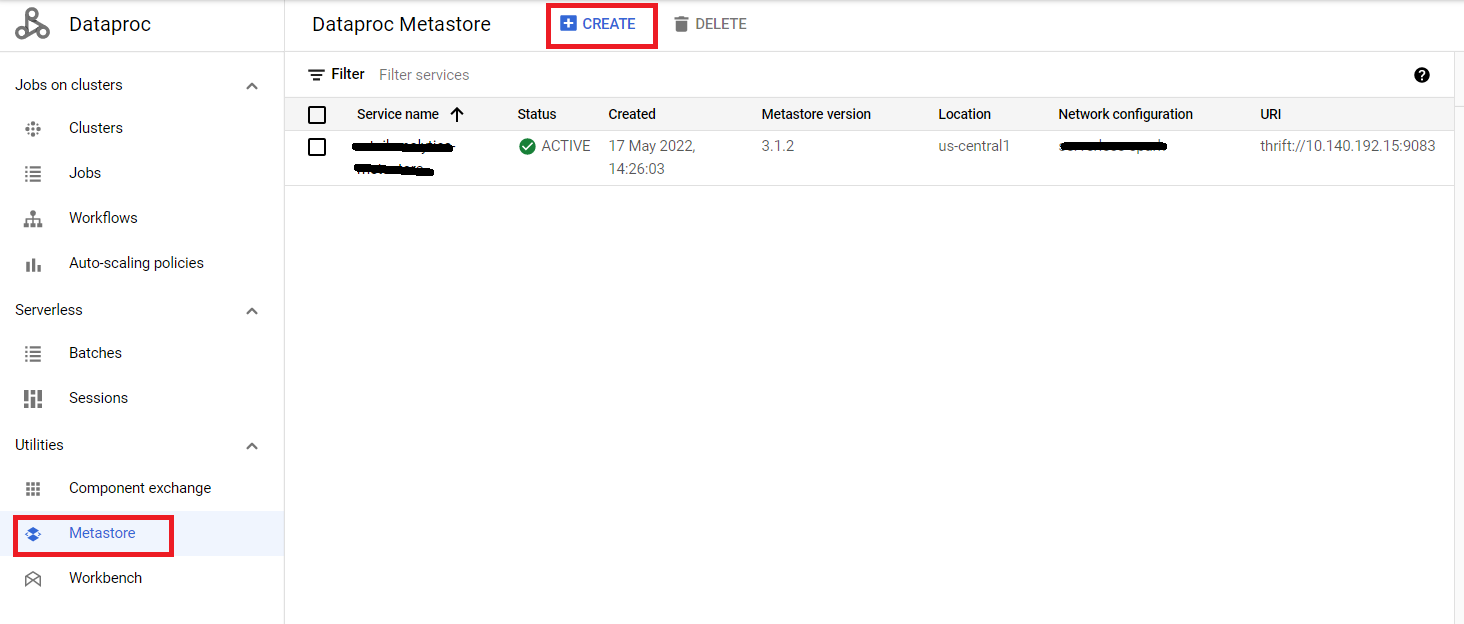 Dataproc
Dataproc Metastore
CREATE
DELETE
Jobs on clusters
Clusters
Jobs
Workflows
Auto-scaling policies
Serverless
Batches
Sessions
Utilities
Component exchange
Metastore
Workbench
Filter Filter services
Service name Status Created Metastore version Location Network configuration URI
ACTIVE 17 May 2022, 3.1.2 us-central1 thrift://10.140.192.15:9083
14:26:03